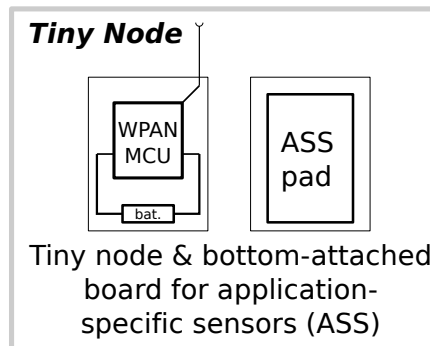 Tiny Node
WPAN
MCU
bat.
ASS
pad
Tiny node & bottom-attached
board for application-
specific sensors (ASS)